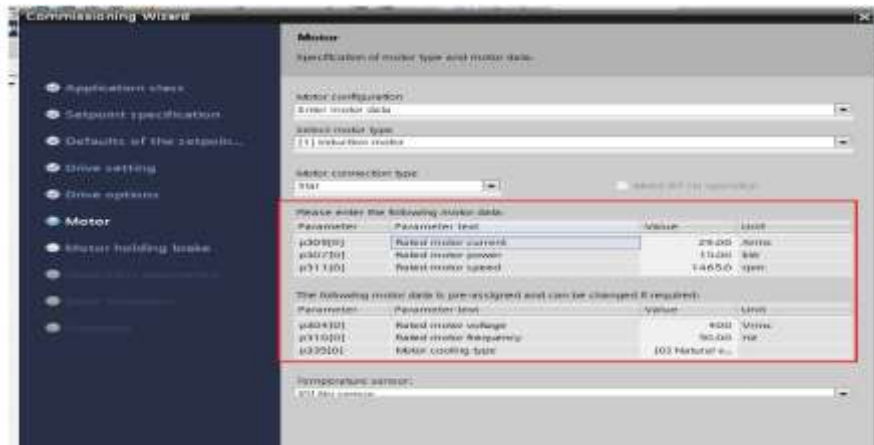 Commissioning Wizard
Motor
Specification of motor type and motor data.
Application class
Setpoint specification
Defaults of the setpoin...
Drive setting
Drive options
Motor
Motor holding brake
Motor configuration
Enter motor data
Select motor type
[1] Induction motor
Motor connection type
Star
Please enter the following motor data:
Parameter Parameter text Value Unit
p305[0] Rated motor current Arms
p307[0] Rated motor power kW
p311[0] Rated motor speed 1465.0 rpm
The following motor data is pre-assigned and can be changed if required:
Parameter Parameter text Value Unit
p304[0] Rated motor voltage 400 Vrms
p310[0] Rated motor frequency 50.00 Hz
p335[0] Motor cooling type [0] Natural v...
Temperature sensor:
[0] No sensor